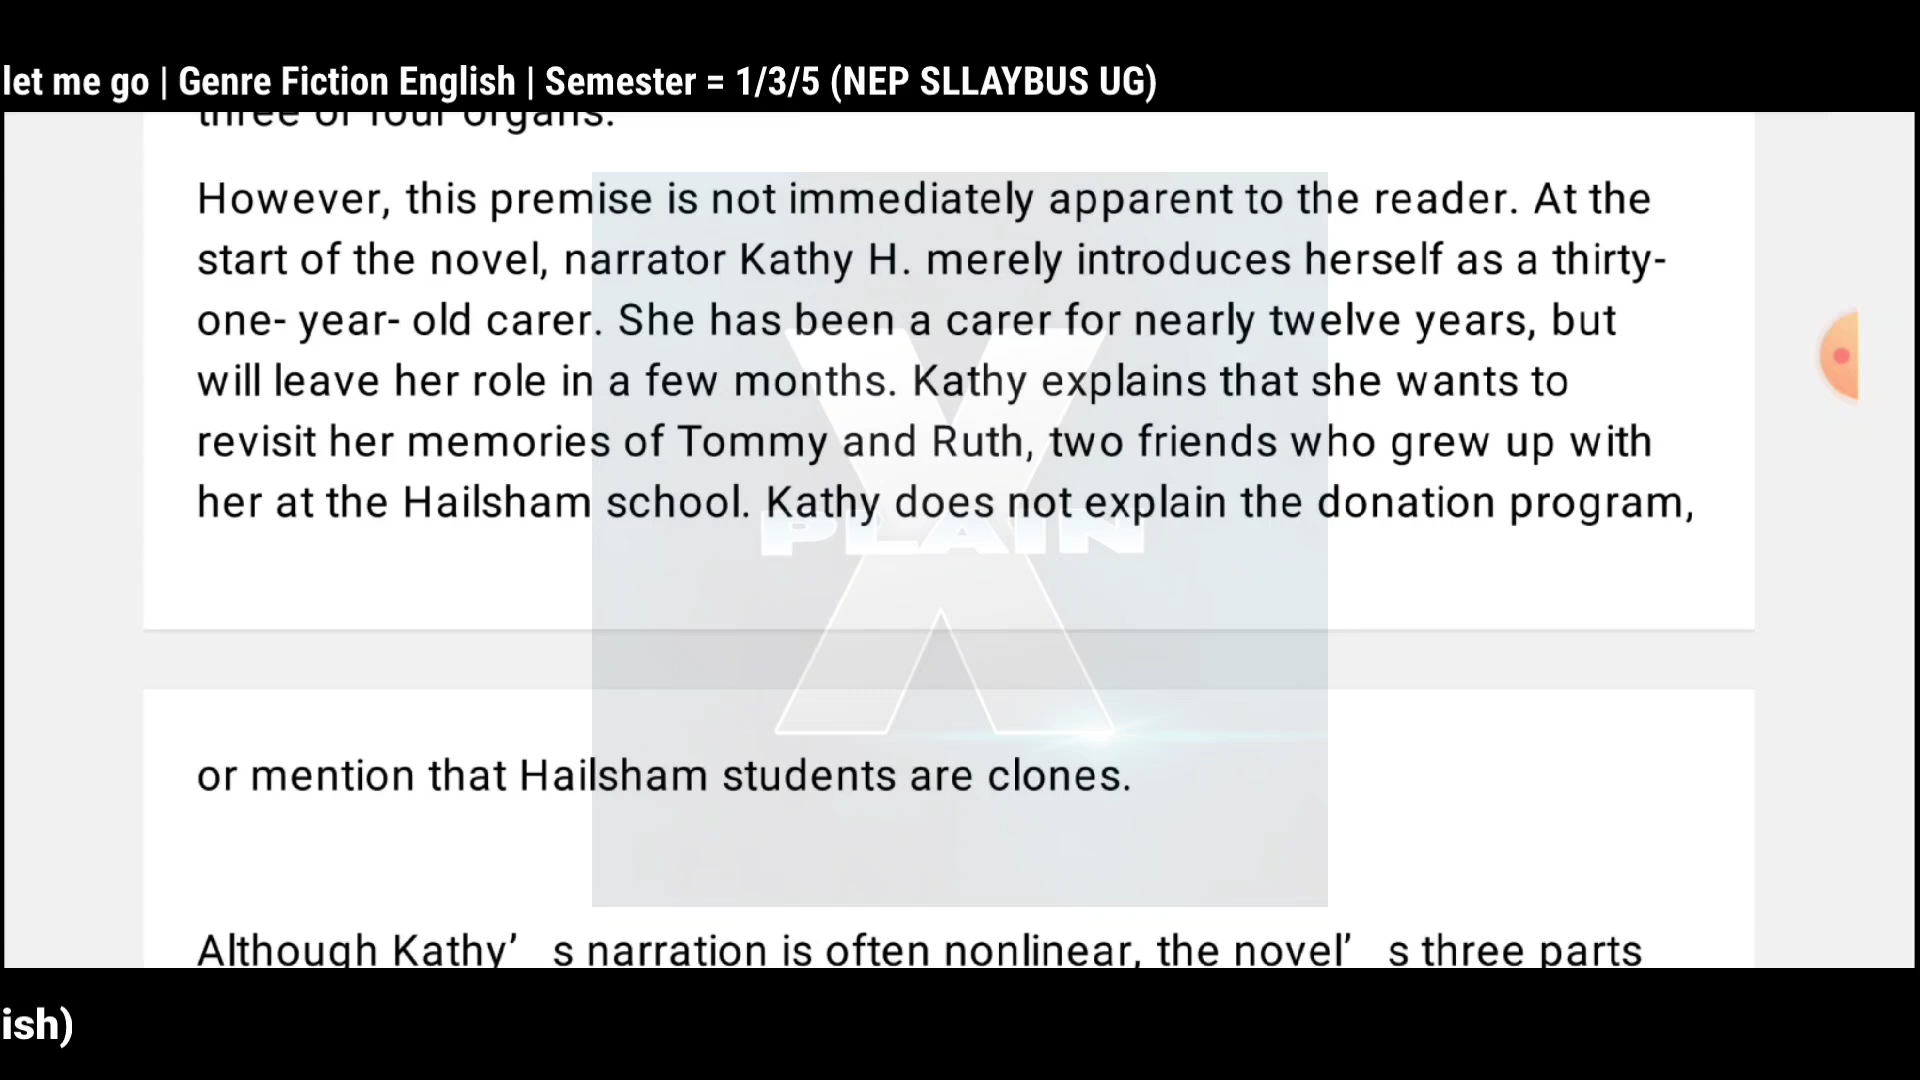 let me go | Genre Fiction English | Semester = 1/3/5 (NEP SLLAYBUS UG)
three or four organs.
However, this premise is not immediately apparent to the reader. At the
start of the novel, narrator Kathy H. merely introduces herself as a thirty-
one- year- old carer. She has been a carer for nearly twelve years, but
will leave her role in a few months. Kathy explains that she wants to
revisit her memories of Tommy and Ruth, two friends who grew up with
her at the Hailsham school. Kathy does not explain the donation program,
X
PLAIN
or mention that Hailsham students are clones.
Although Kathy’ s narration is often nonlinear, the novel’ s three parts
ish)